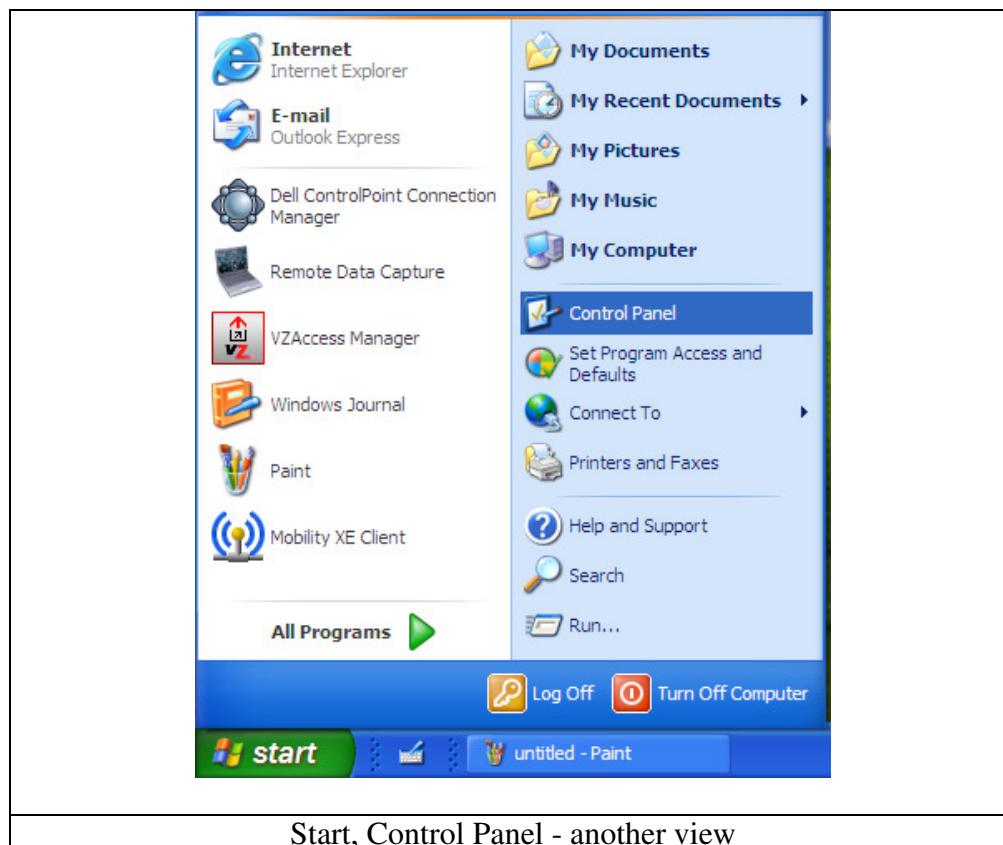 Internet
Internet Explorer
E-mail
Outlook Express
Dell ControlPoint Connection
Manager
Remote Data Capture
VZAccess Manager
Windows Journal
Paint
Mobility XE Client
All Programs
My Documents
My Recent Documents
My Pictures
My Music
My Computer
Control Panel
Set Program Access and
Defaults
Connect To
Printers and Faxes
Help and Support
Search
Run...
Log Off
Turn Off Computer
start
untitled - Paint
Start, Control Panel - another view